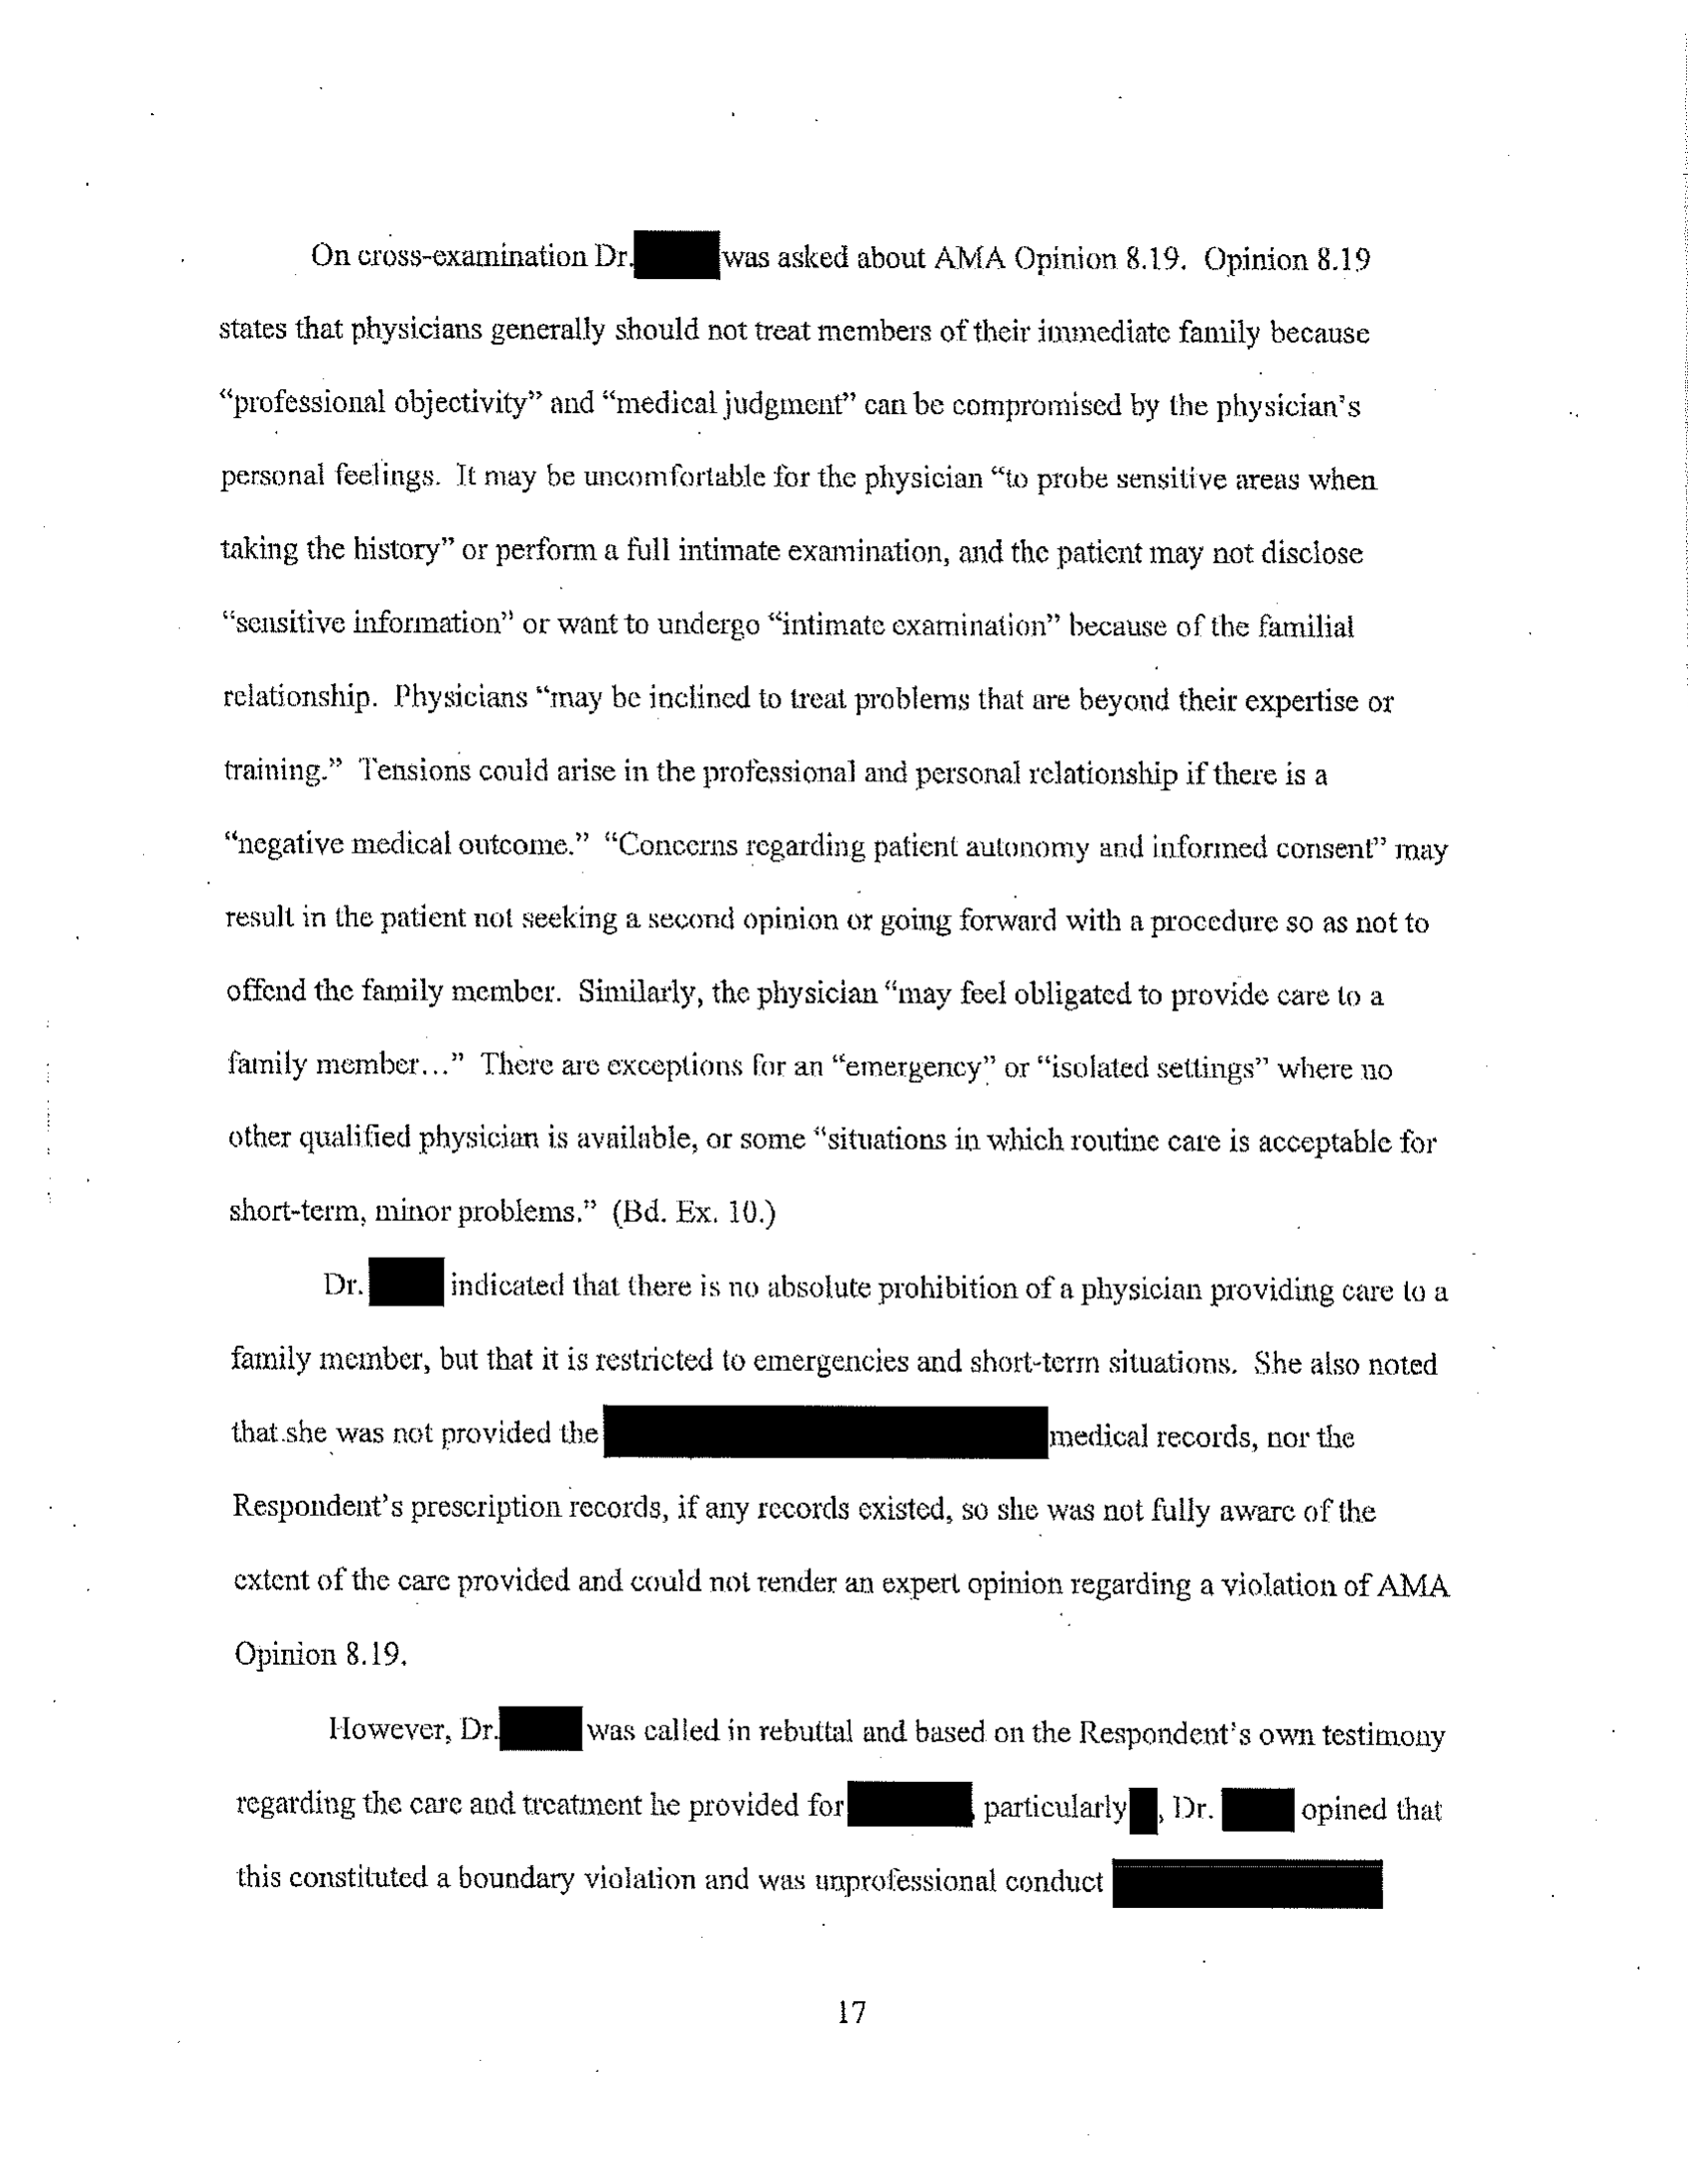 On cross-examination Dr. was asked about AMA Opinion 8.19. Opinion 8.19
states that physicians generally should not treat members of their immediate family because
“professional objectivity” and “medical judgment” can be compromised by the physician’s
personal feelings. It may be uncomfortable for the physician “to probe sensitive areas when
taking the history” or perform a full intimate examination, and the patient may not disclose
“sensitive information” or want to undergo “intimate examination” because of the familial
relationship. Physicians “may be inclined to treat problems that are beyond their expertise or
training.” Tensions could arise in the professional and personal relationship if there is a
“negative medical outcome.” “Concerns regarding patient autonomy and informed consent” may
result in the patient not seeking a second opinion or going forward with a procedure so as not to
offend the family member. Similarly, the physician “may feel obligated to provide care to a
family member…” There are exceptions for an “emergency” or “isolated settings” where no
other qualified physician is available, or some “situations in which routine care is acceptable for
short-term, minor problems.” (Bd. Ex. 10.)
Dr. indicated that there is no absolute prohibition of a physician providing care to a
family member, but that it is restricted to emergencies and short-term situations. She also noted
that she was not provided the medical records, nor the
Respondent’s prescription records, if any records existed, so she was not fully aware of the
extent of the care provided and could not render an expert opinion regarding a violation of AMA
Opinion 8.19.
However, Dr. was called in rebuttal and based on the Respondent’s own testimony
regarding the care and treatment he provided for particularly , Dr. opined that
this constituted a boundary violation and was unprofessional conduct
17